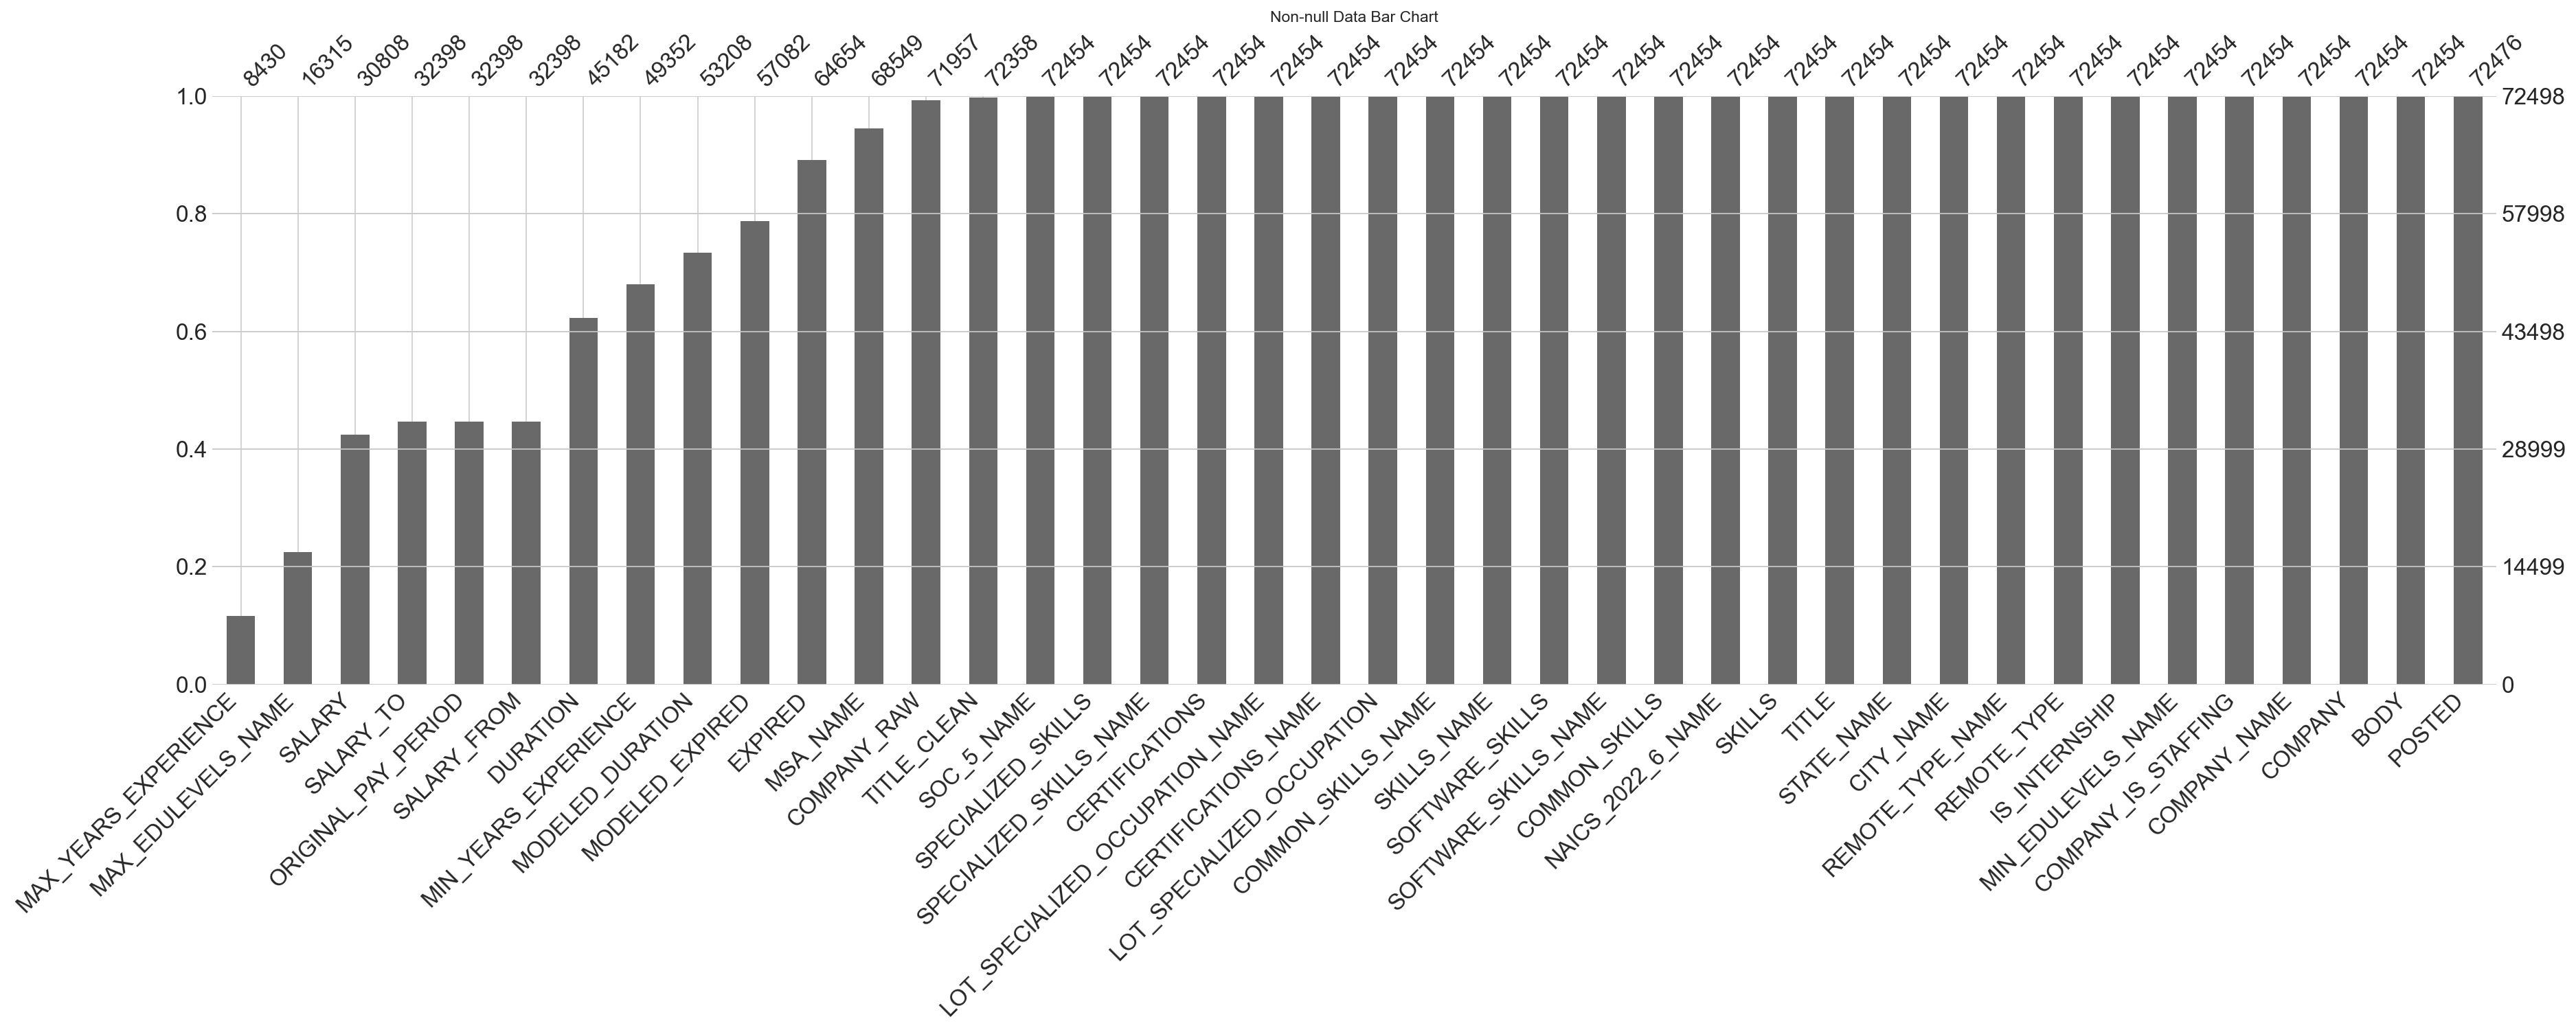 Non-null Data Bar Chart
8430 16315 30808 32398 32398 32398 45182 49352 53208 57082 64654 68549 71957 72358 72454 72454 72454 72454 72454 72454 72454 72454 72454 72454 72454 72454 72454 72454 72454 72454 72454 72454 72454 72454 72454 72454 72454 72454 72454 72476
1.0 72498
0.8 57998
0.6 43498
0.4 28999
0.2 14499
0.0 0
MAX_YEARS_EXPERIENCE
MAX_EDULEVELS_NAME
SALARY
SALARY_TO
ORIGINAL_PAY_PERIOD
SALARY_FROM
DURATION
MIN_YEARS_EXPERIENCE
MODELED_DURATION
MODELED_EXPIRED
EXPIRED
MSA_NAME
COMPANY_RAW
TITLE_CLEAN
SOC_5_NAME
SPECIALIZED_SKILLS
SPECIALIZED_SKILLS_NAME
CERTIFICATIONS
LOT_SPECIALIZED_OCCUPATION_NAME
CERTIFICATIONS_NAME
LOT_SPECIALIZED_OCCUPATION
COMMON_SKILLS_NAME
SKILLS_NAME
SOFTWARE_SKILLS
SOFTWARE_SKILLS_NAME
COMMON_SKILLS
NAICS_2022_6_NAME
SKILLS
TITLE
STATE_NAME
CITY_NAME
REMOTE_TYPE_NAME
REMOTE_TYPE
IS_INTERNSHIP
MIN_EDULEVELS_NAME
COMPANY_IS_STAFFING
COMPANY_NAME
COMPANY
BODY
POSTED